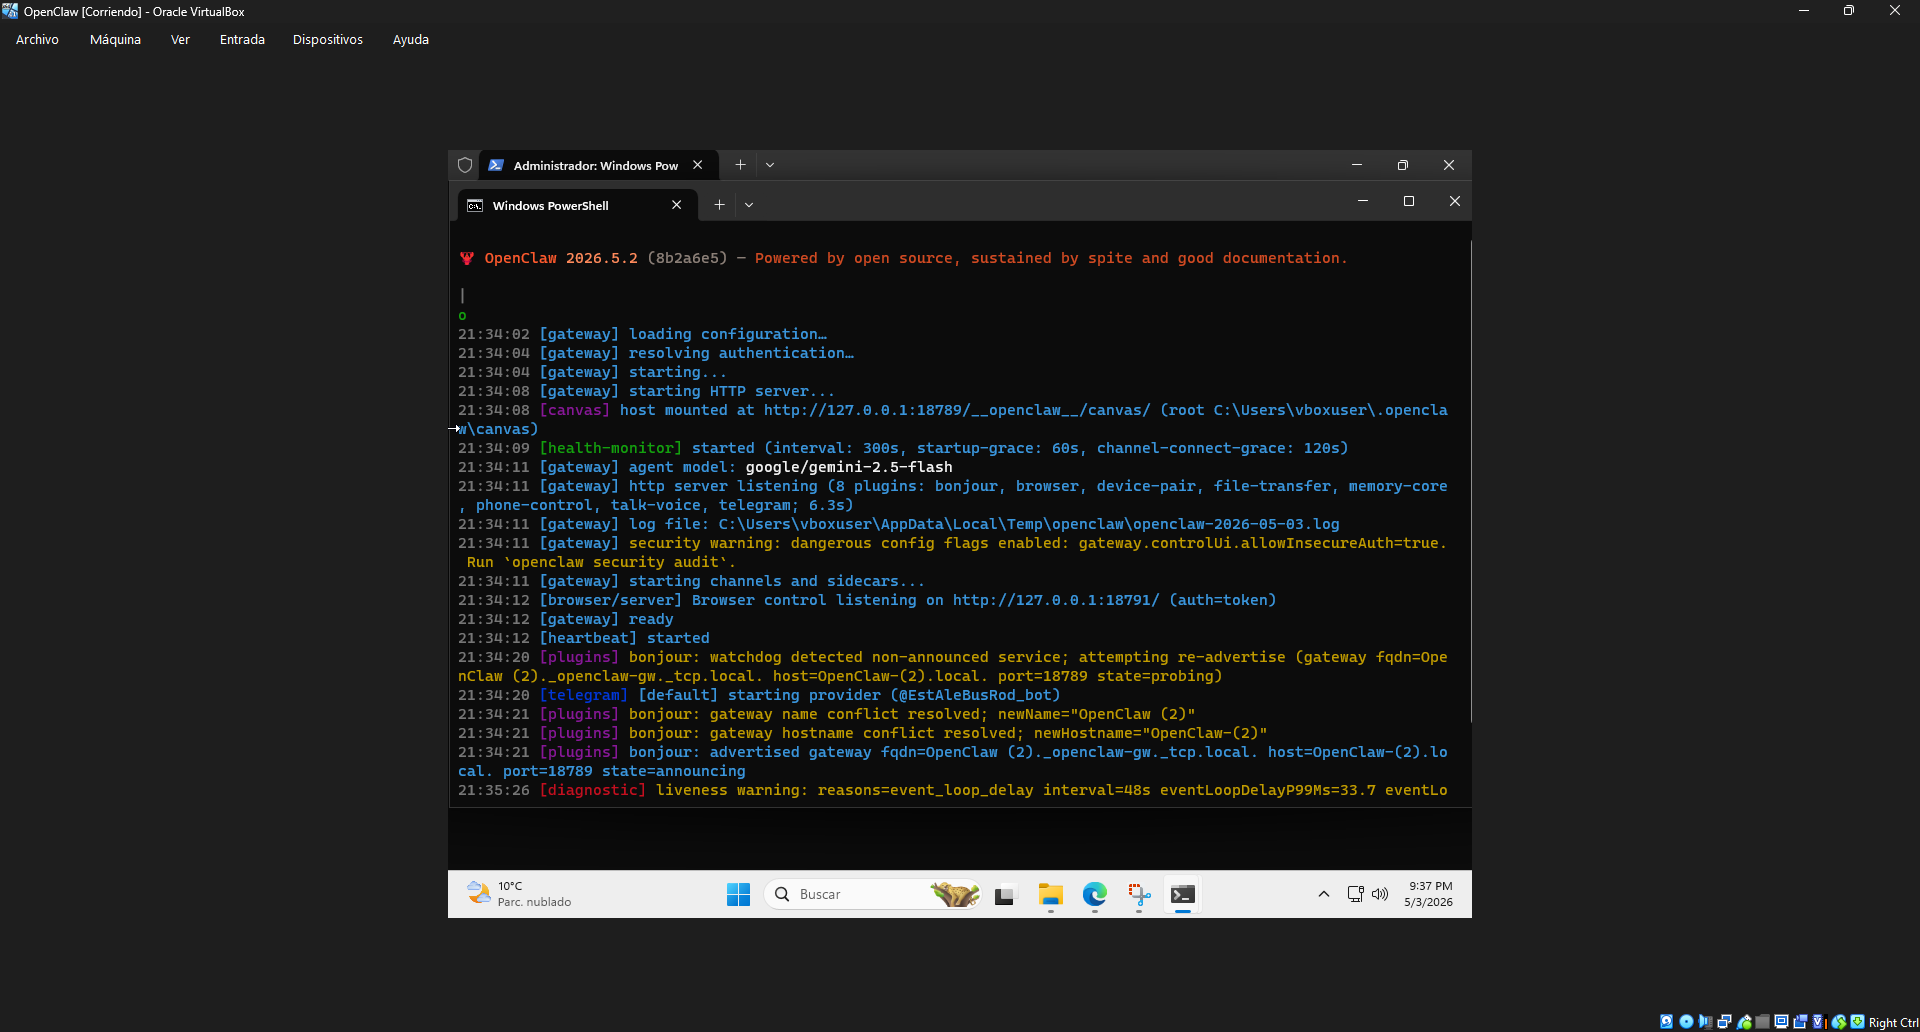 OpenClaw [Corriendo] - Oracle VirtualBox
Archivo Máquina Ver Entrada Dispositivos Ayuda
Administrador: Windows Pow
Windows PowerShell
OpenClaw 2026.5.2 (8b2a6e5) — Powered by open source, sustained by spite and good documentation.
|
o
21:34:02 [gateway] loading configuration…
21:34:04 [gateway] resolving authentication…
21:34:04 [gateway] starting...
21:34:08 [gateway] starting HTTP server...
21:34:08 [canvas] host mounted at http://127.0.0.1:18789/__openclaw__/canvas/ (root C:\Users\vboxuser\.opencla
w\canvas)
21:34:09 [health-monitor] started (interval: 300s, startup-grace: 60s, channel-connect-grace: 120s)
21:34:11 [gateway] agent model: google/gemini-2.5-flash
21:34:11 [gateway] http server listening (8 plugins: bonjour, browser, device-pair, file-transfer, memory-core
, phone-control, talk-voice, telegram; 6.3s)
21:34:11 [gateway] log file: C:\Users\vboxuser\AppData\Local\Temp\openclaw\openclaw-2026-05-03.log
21:34:11 [gateway] security warning: dangerous config flags enabled: gateway.controlUi.allowInsecureAuth=true.
Run `openclaw security audit`.
21:34:11 [gateway] starting channels and sidecars...
21:34:12 [browser/server] Browser control listening on http://127.0.0.1:18791/ (auth=token)
21:34:12 [gateway] ready
21:34:12 [heartbeat] started
21:34:20 [plugins] bonjour: watchdog detected non-announced service; attempting re-advertise (gateway fqdn=Ope
nClaw (2)._openclaw-gw._tcp.local. host=OpenClaw-(2).local. port=18789 state=probing)
21:34:20 [telegram] [default] starting provider (@EstAleBusRod_bot)
21:34:21 [plugins] bonjour: gateway name conflict resolved; newName="OpenClaw (2)"
21:34:21 [plugins] bonjour: gateway hostname conflict resolved; newHostname="OpenClaw-(2)"
21:34:21 [plugins] bonjour: advertised gateway fqdn=OpenClaw (2)._openclaw-gw._tcp.local. host=OpenClaw-(2).lo
cal. port=18789 state=announcing
21:35:26 [diagnostic] liveness warning: reasons=event_loop_delay interval=48s eventLoopDelayP99Ms=33.7 eventLo
10°C
Parc. nublado
Buscar
9:37 PM
5/3/2026
Right Ctrl